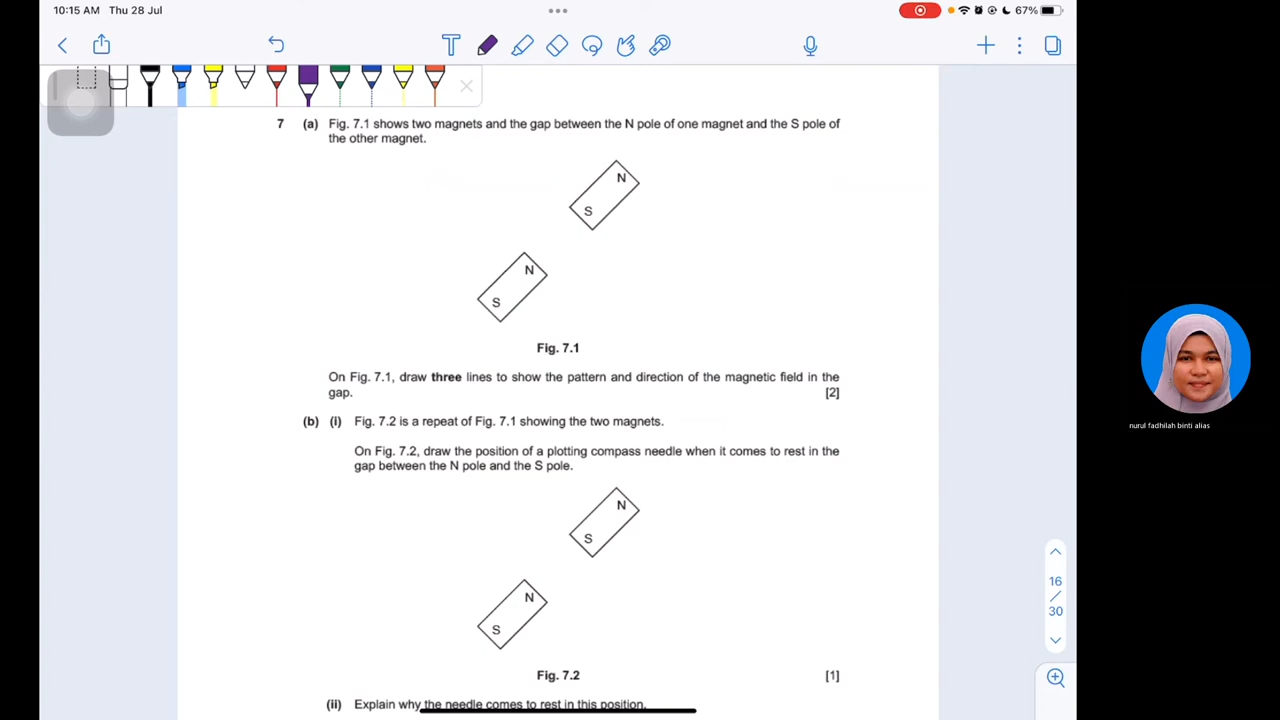 10:15 AM Thu 28 Jul
67%
7 (a) Fig. 7.1 shows two magnets and the gap between the N pole of one magnet and the S pole of
the other magnet.
N
S
N
S
Fig. 7.1
On Fig. 7.1, draw three lines to show the pattern and direction of the magnetic field in the
gap. [2]
(b) (i) Fig. 7.2 is a repeat of Fig. 7.1 showing the two magnets.
On Fig. 7.2, draw the position of a plotting compass needle when it comes to rest in the
gap between the N pole and the S pole.
N
S
N
S
Fig. 7.2 [1]
(ii) Explain why the needle comes to rest in this position.
16
/
30
nurul fadhilah binti alias